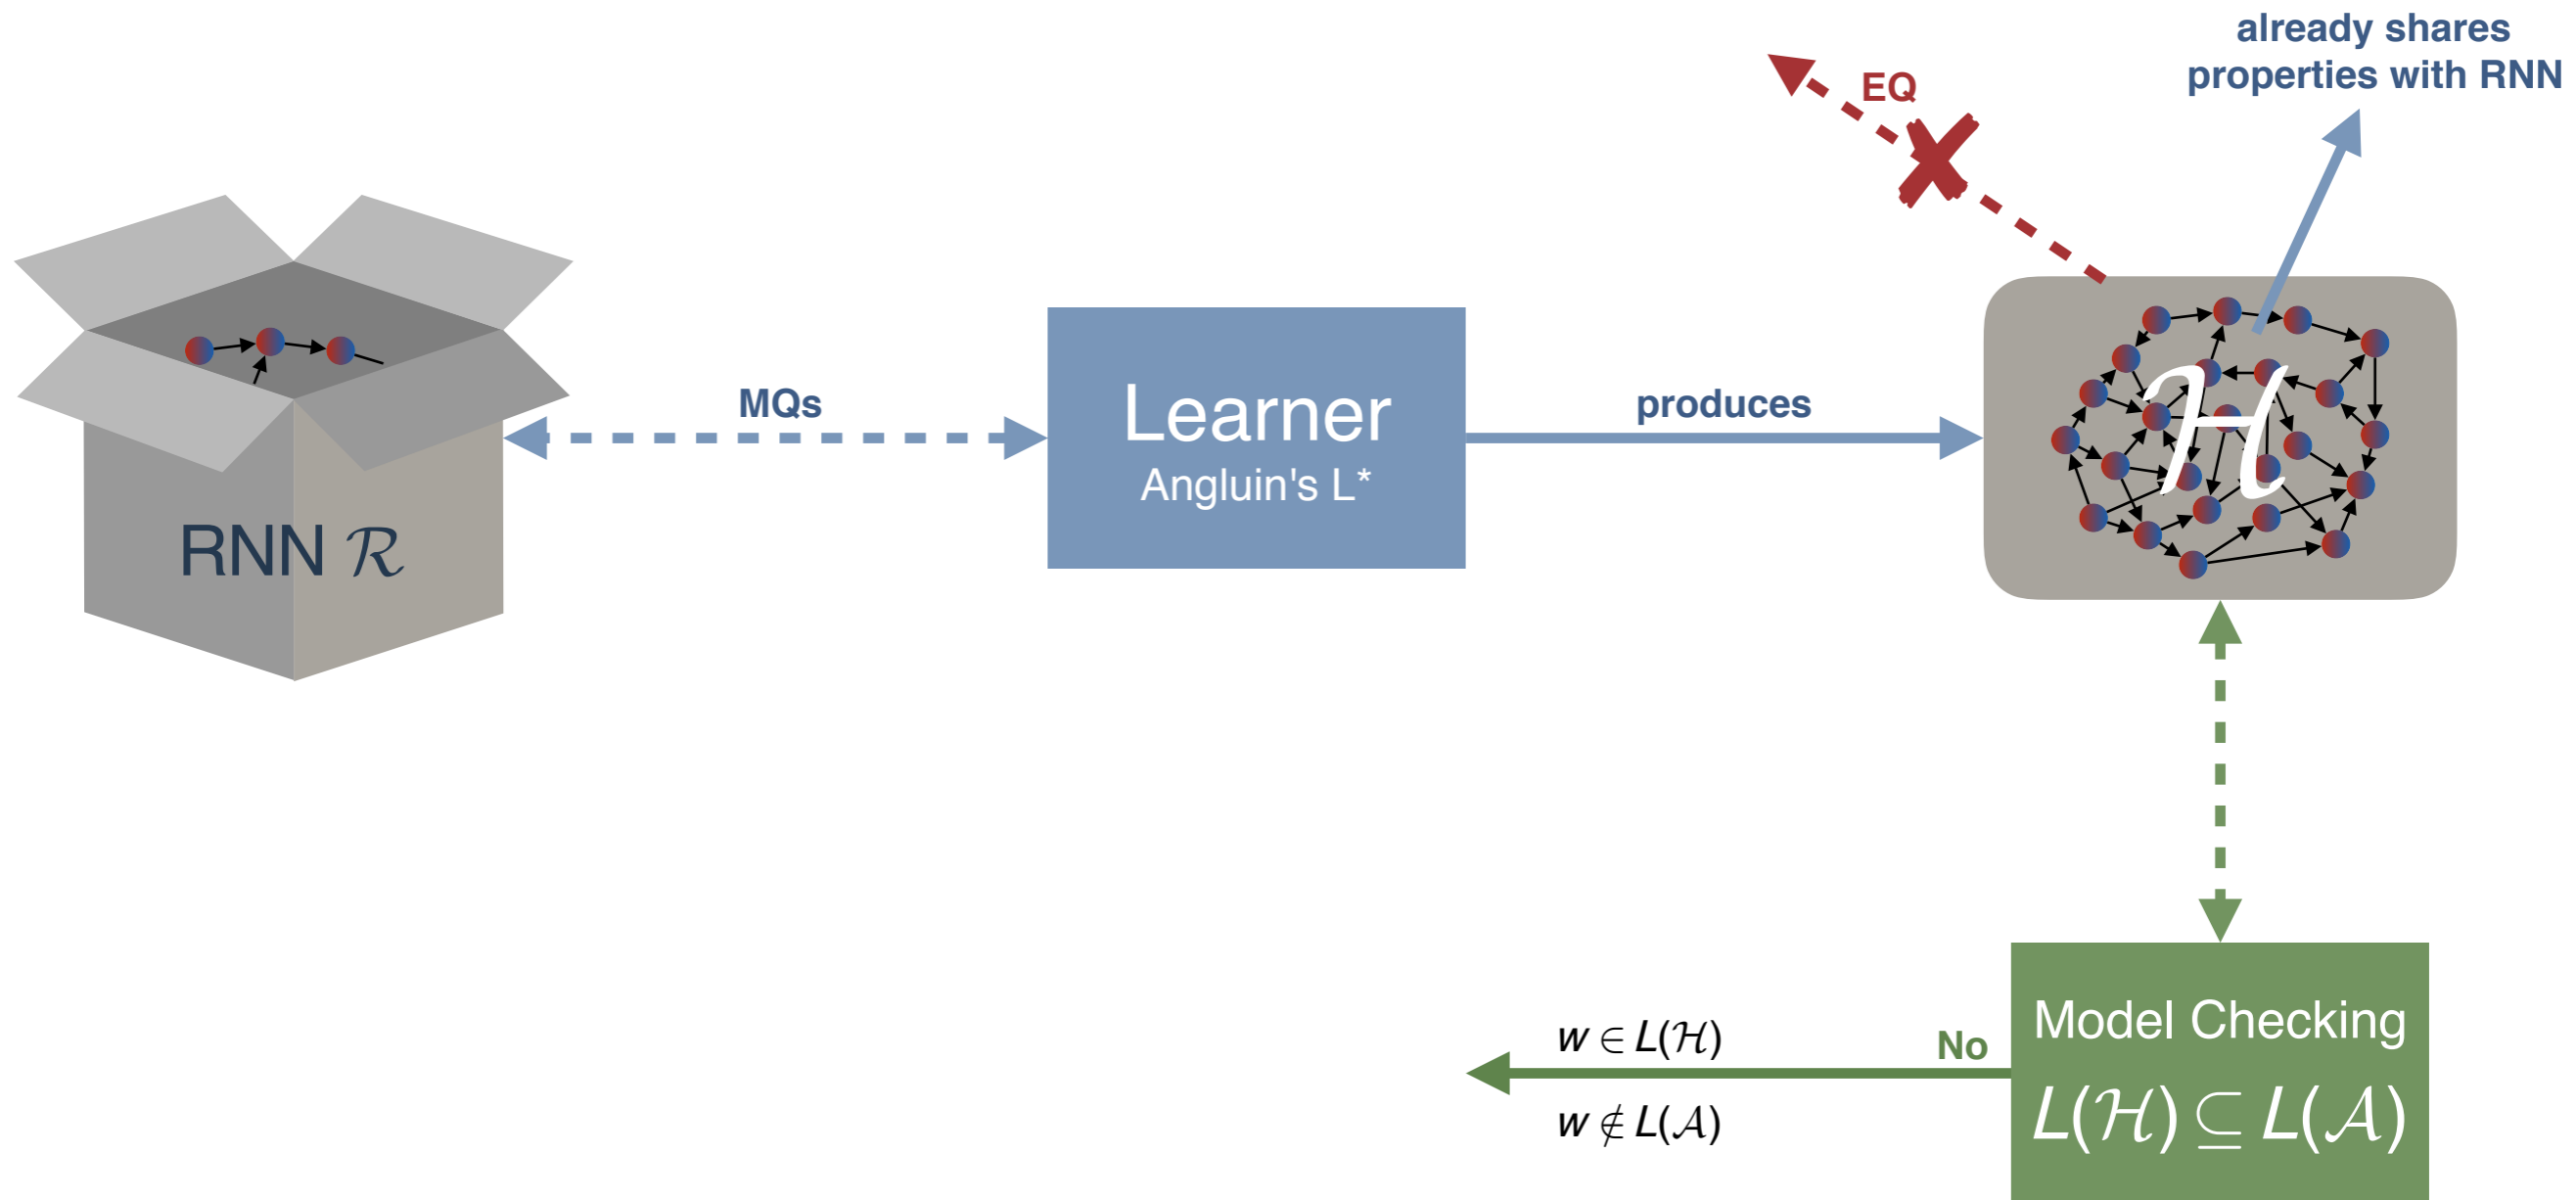 already shares
properties with RNN
EQ
MQs
Learner
Angluin's L*
produces
ℋ
RNN ℛ
w ∈ L(ℋ)
No
w ∉ L(𝒜)
Model Checking
L(ℋ) ⊆ L(𝒜)